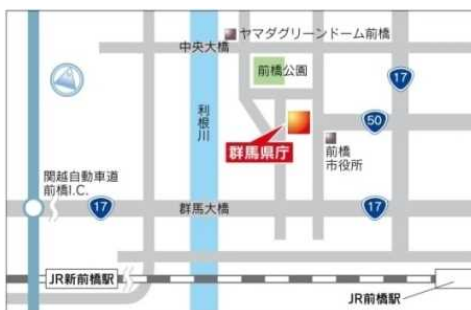 ヤマダグリーンドーム前橋
中央大橋
前橋公園
17
利根川
50
群馬県庁
前橋
市役所
関越自動車道
前橋I.C.
17
群馬大橋
17
JR新前橋駅
JR前橋駅